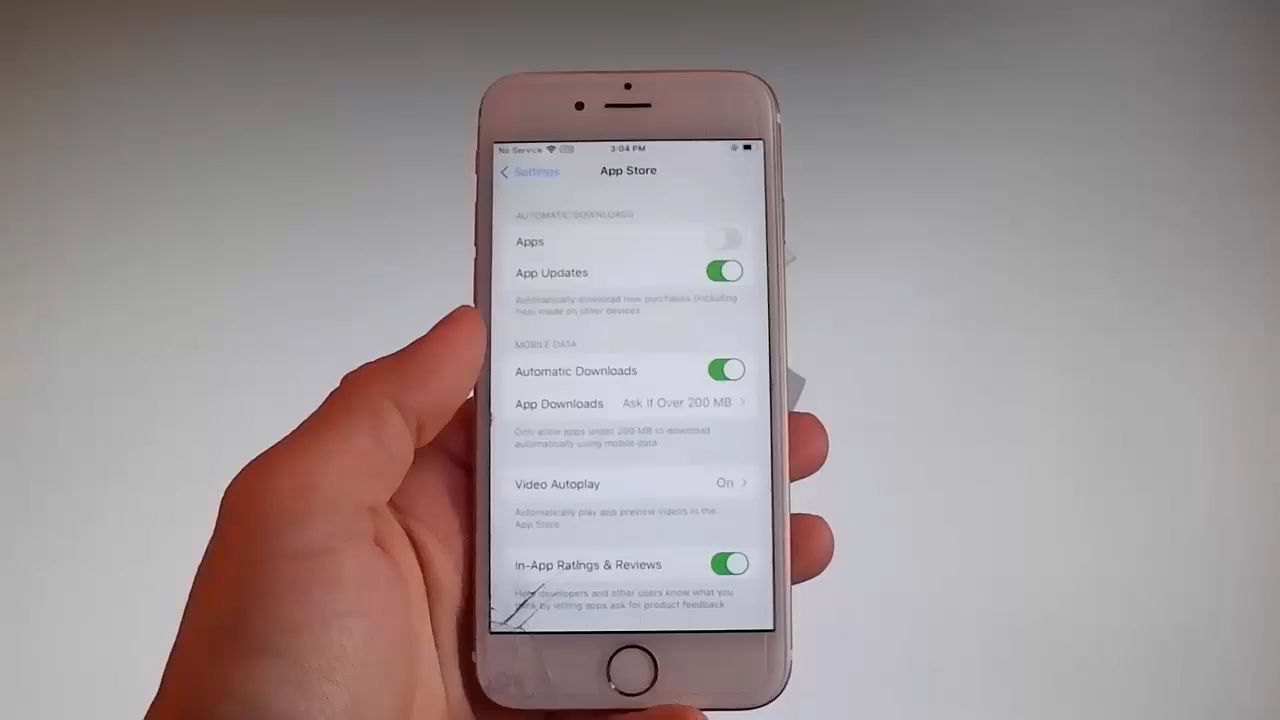 No Service
3:04 PM
Settings
App Store
AUTOMATIC DOWNLOADS
Apps
App Updates
Automatically download new purchases (including
free) made on other devices.
MOBILE DATA
Automatic Downloads
App Downloads Ask If Over 200 MB
Only allow apps under 200 MB to download
automatically using mobile data.
Video Autoplay On
Automatically play app preview videos in the
App Store.
In-App Ratings & Reviews
Help developers and other users know what you
think by letting apps ask for product feedback.